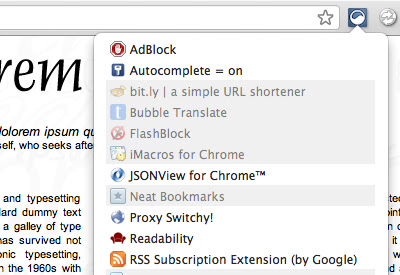 rem
AdBlock
Autocomplete = on
bit.ly | a simple URL shortener
Bubble Translate
dolorem ipsum qu
FlashBlock
self, who seeks afte
iMacros for Chrome
JSONView for Chrome™
Neat Bookmarks
and typesetting
dard dummy text
Proxy Switchy!
a galley of type
Readability
has survived not
RSS Subscription Extension (by Google)
onic typesetting,
n the 1960s with